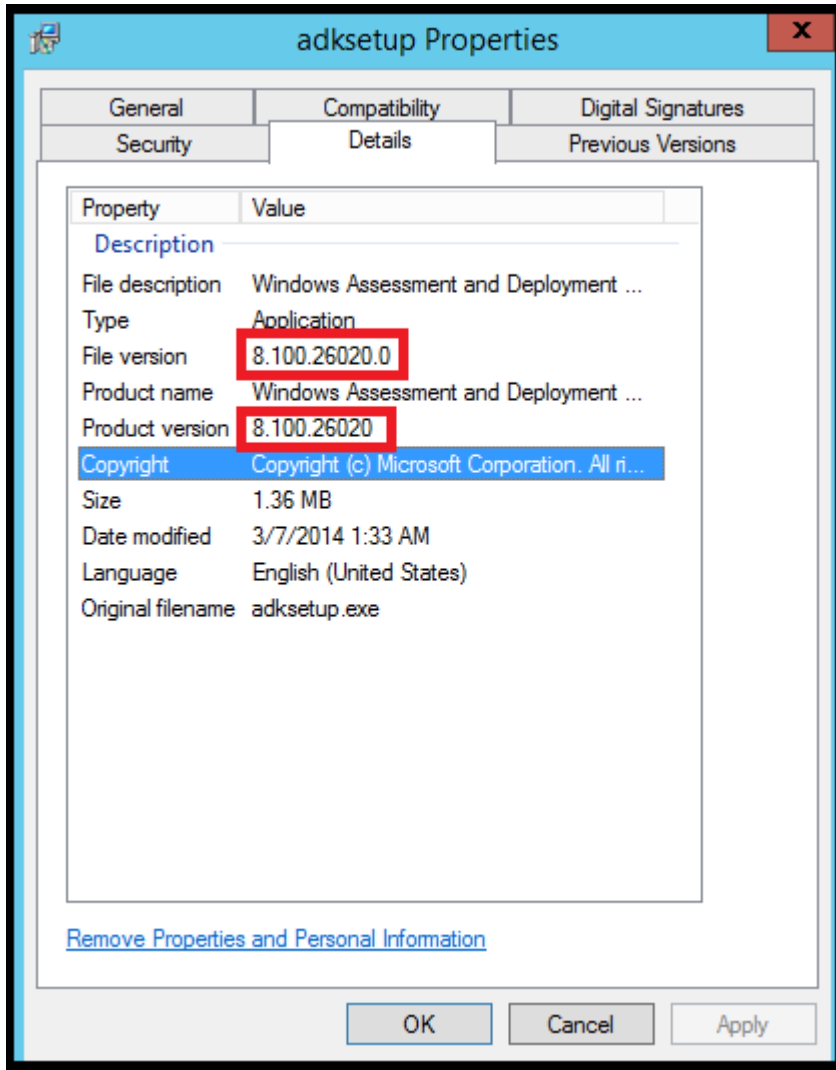 adksetup Properties
x
General Compatibility Digital Signatures
Security Details Previous Versions
Property Value
Description
File description Windows Assessment and Deployment ...
Type Application
File version 8.100.26020.0
Product name Windows Assessment and Deployment ...
Product version 8.100.26020
Copyright Copyright (c) Microsoft Corporation. All ri...
Size 1.36 MB
Date modified 3/7/2014 1:33 AM
Language English (United States)
Original filename adksetup.exe
Remove Properties and Personal Information
OK Cancel Apply